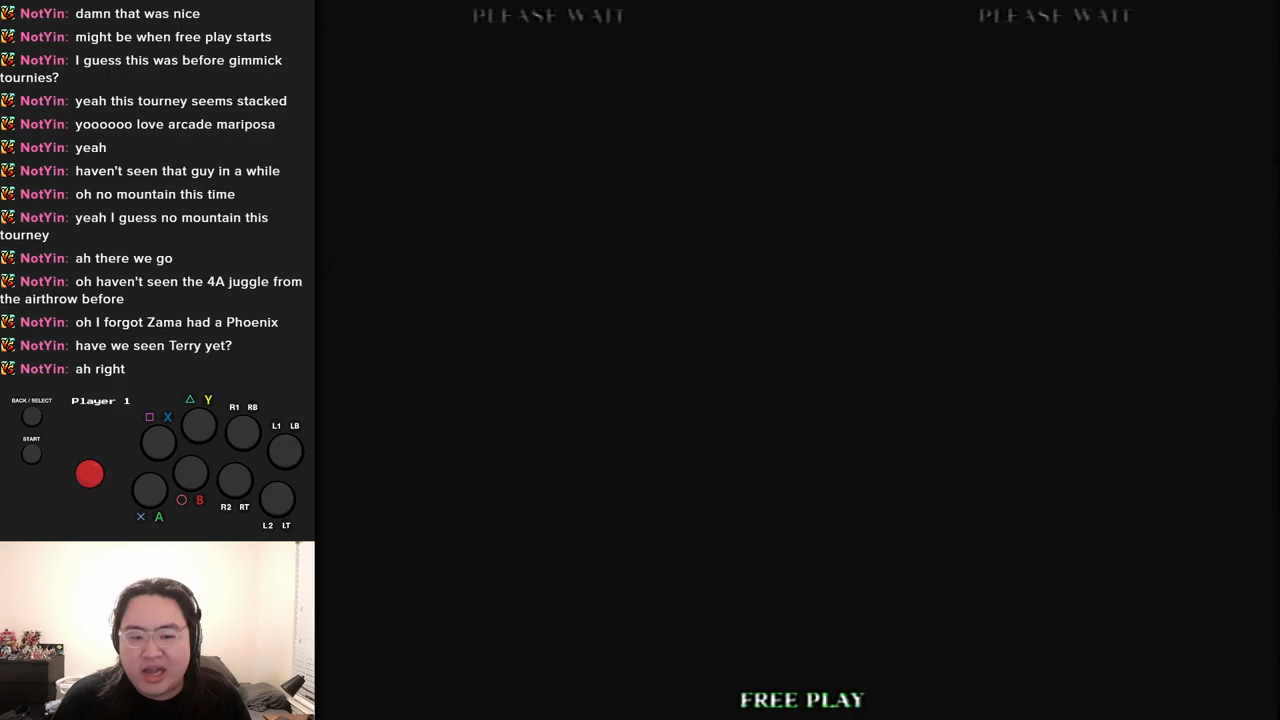 NotYin: damn that was nice
NotYin: might be when free play starts
NotYin: I guess this was before gimmick
tournies?
NotYin: yeah this tourney seems stacked
NotYin: yoooooo love arcade mariposa
NotYin: yeah
NotYin: haven't seen that guy in a while
NotYin: oh no mountain this time
NotYin: yeah I guess no mountain this
tourney
NotYin: ah there we go
NotYin: oh haven't seen the 4A juggle from
the airthrow before
NotYin: oh I forgot Zama had a Phoenix
NotYin: have we seen Terry yet?
NotYin: ah right
BACK / SELECT
Player 1
START
X
Y
R1 RB
L1 LB
A
B
R2 RT
L2 LT
PLEASE WAIT
PLEASE WAIT
FREE PLAY